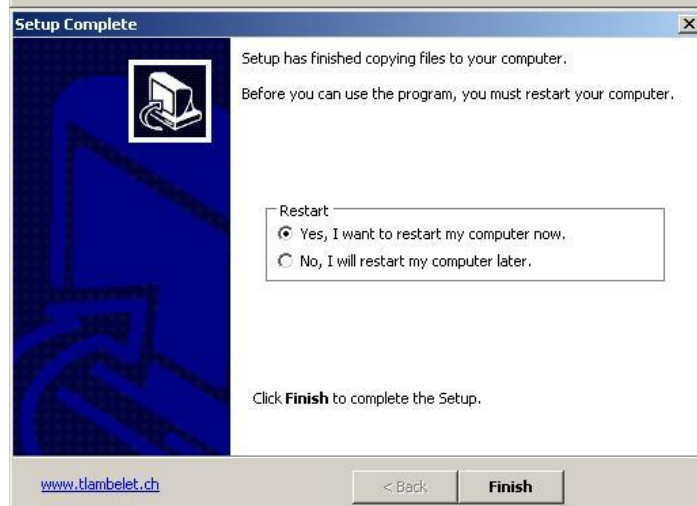 Setup Complete
Setup has finished copying files to your computer.
Before you can use the program, you must restart your computer.
Restart
Yes, I want to restart my computer now.
No, I will restart my computer later.
Click Finish to complete the Setup.
www.tlambelet.ch
< Back
Finish